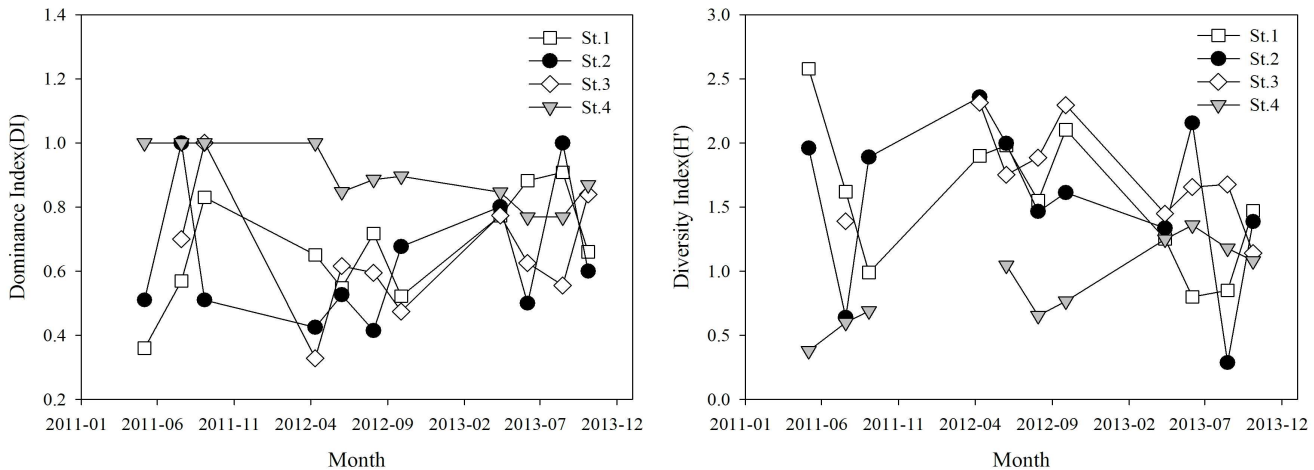 Dominance Index(DI)
1.4
1.2
1.0
0.8
0.6
0.4
0.2
St.1
St.2
St.3
St.4
2011-01 2011-06 2011-11 2012-04 2012-09 2013-02 2013-07 2013-12
Month
Diversity Index(H')
3.0
2.5
2.0
1.5
1.0
0.5
0.0
St.1
St.2
St.3
St.4
2011-01 2011-06 2011-11 2012-04 2012-09 2013-02 2013-07 2013-12
Month